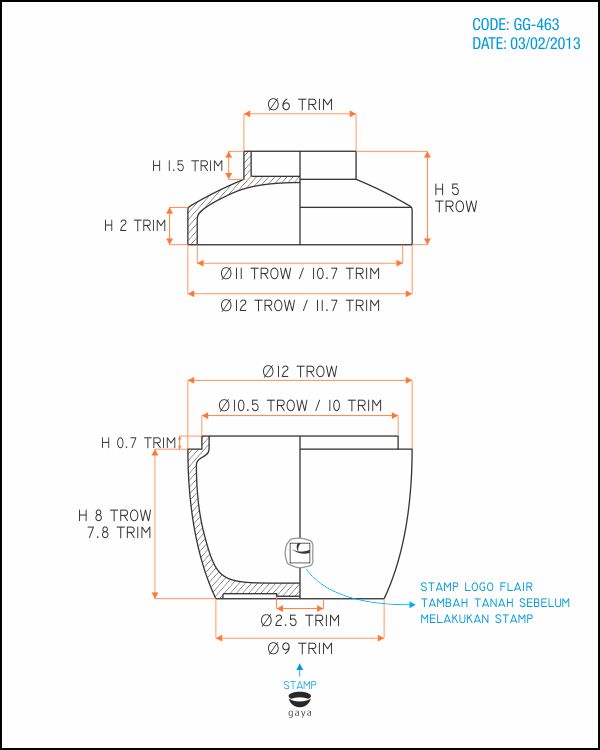 CODE: GG-463
DATE: 03/02/2013
Ø6 TRIM
H 1.5 TRIM
H 5
TROW
H 2 TRIM
Ø11 TROW / 10.7 TRIM
Ø12 TROW / 11.7 TRIM
Ø12 TROW
Ø10.5 TROW / 10 TRIM
H 0.7 TRIM
H 8 TROW
7.8 TRIM
STAMP LOGO FLAIR
TAMBAH TANAH SEBELUM
MELAKUKAN STAMP
Ø2.5 TRIM
Ø9 TRIM
STAMP
gaya